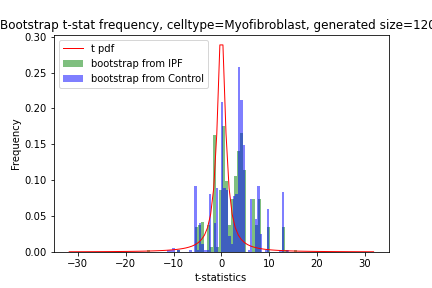 Bootstrap t-stat frequency, celltype=Myofibroblast, generated size=120
0.30
0.25
0.20
0.15
0.10
0.05
0.00
Frequency
t pdf
bootstrap from IPF
bootstrap from Control
−30 −20 −10 0 10 20 30
t-statistics